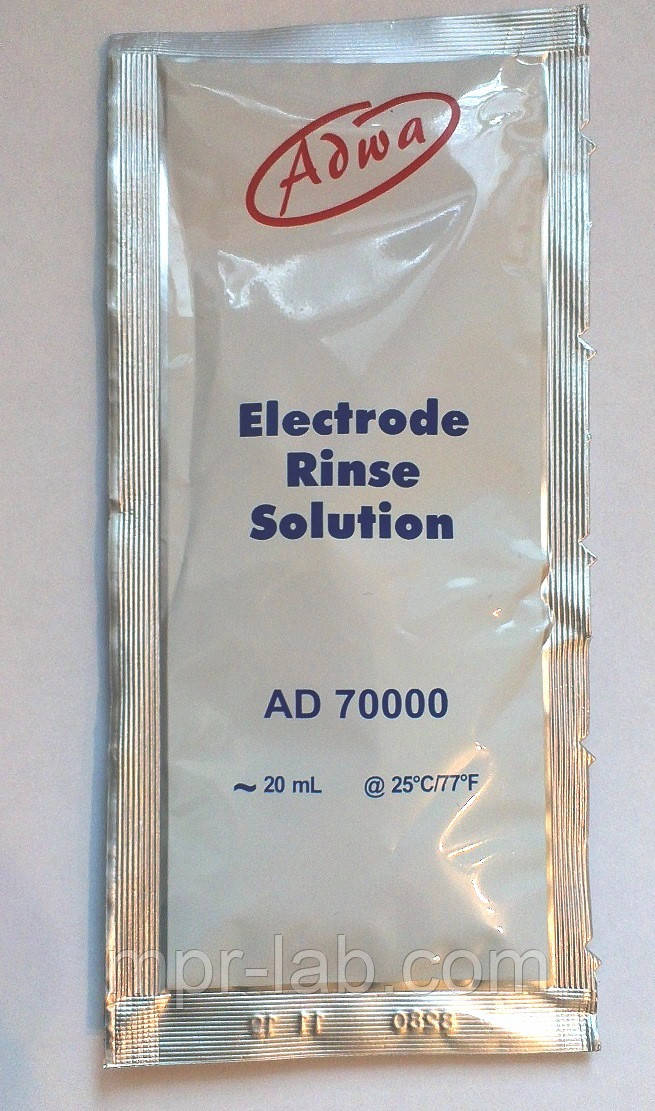 Adwa
Electrode
Rinse
Solution
AD 70000
~ 20 mL @ 25°C/77°F
mpr-lab.com